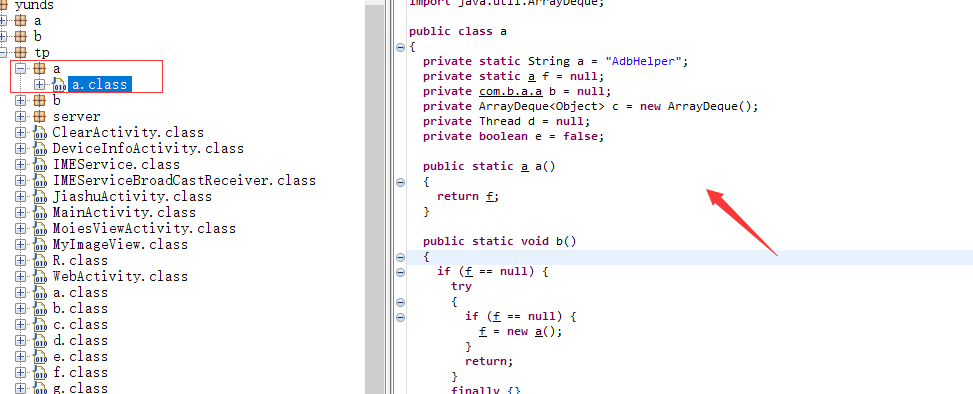 yunds
a
b
tp
a
a.class
b
server
ClearActivity.class
DeviceInfoActivity.class
IMEService.class
IMEServiceBroadCastReceiver.class
JiashuActivity.class
MainActivity.class
MoiesViewActivity.class
MyImageView.class
R.class
WebActivity.class
a.class
b.class
c.class
d.class
e.class
f.class
g.class
import java.util.ArrayDeque;
public class a
{
private static String a = "AdbHelper";
private static a f = null;
private com.b.a.a b = null;
private ArrayDeque<Object> c = new ArrayDeque();
private Thread d = null;
private boolean e = false;
public static a a()
{
return f;
}
public static void b()
{
if (f == null) {
try
{
if (f == null) {
f = new a();
}
return;
}
finally {}